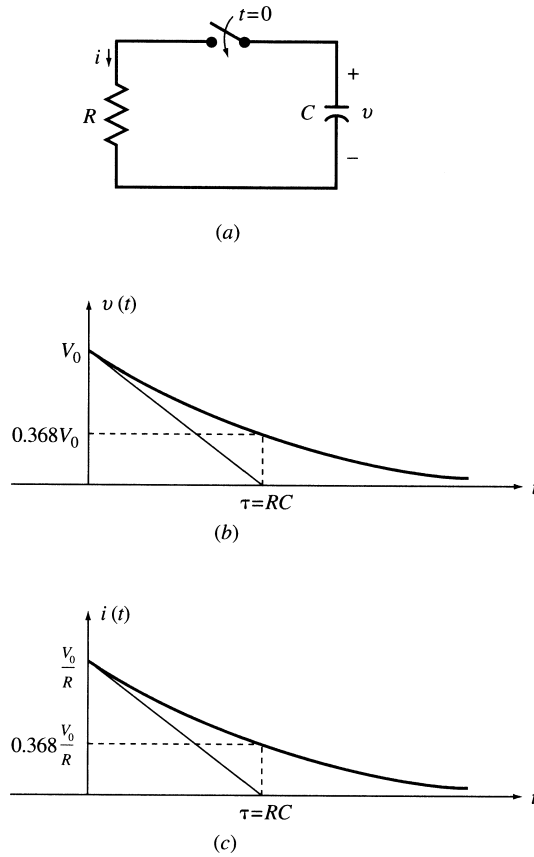 t=0
i
R
C
+
υ
−
(a)
υ (t)
V₀
0.368V₀
τ=RC
t
(b)
i (t)
V₀/R
0.368 V₀/R
τ=RC
t
(c)